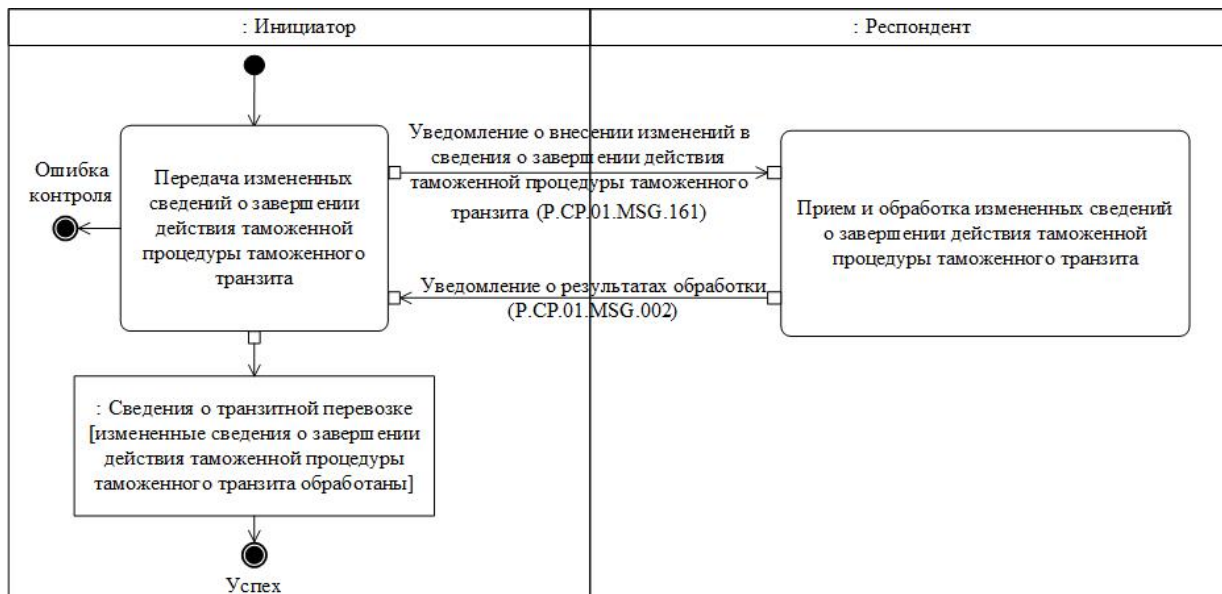 : Инициатор
: Респондент
Ошибка
контроля
Передача измененных
сведений о завершении
действия таможенной
процедуры таможенного
транзита
Уведомление о внесении изменений в
сведения о завершении действия
таможенной процедуры таможенного
транзита (P.CP.01.MSG.161)
Прием и обработка измененных сведений
о завершении действия таможенной
процедуры таможенного транзита
Уведомление о результатах обработки
(P.CP.01.MSG.002)
: Сведения о транзитной перевозке
[измененные сведения о завершении
действия таможенной процедуры
таможенного транзита обработаны]
Успех